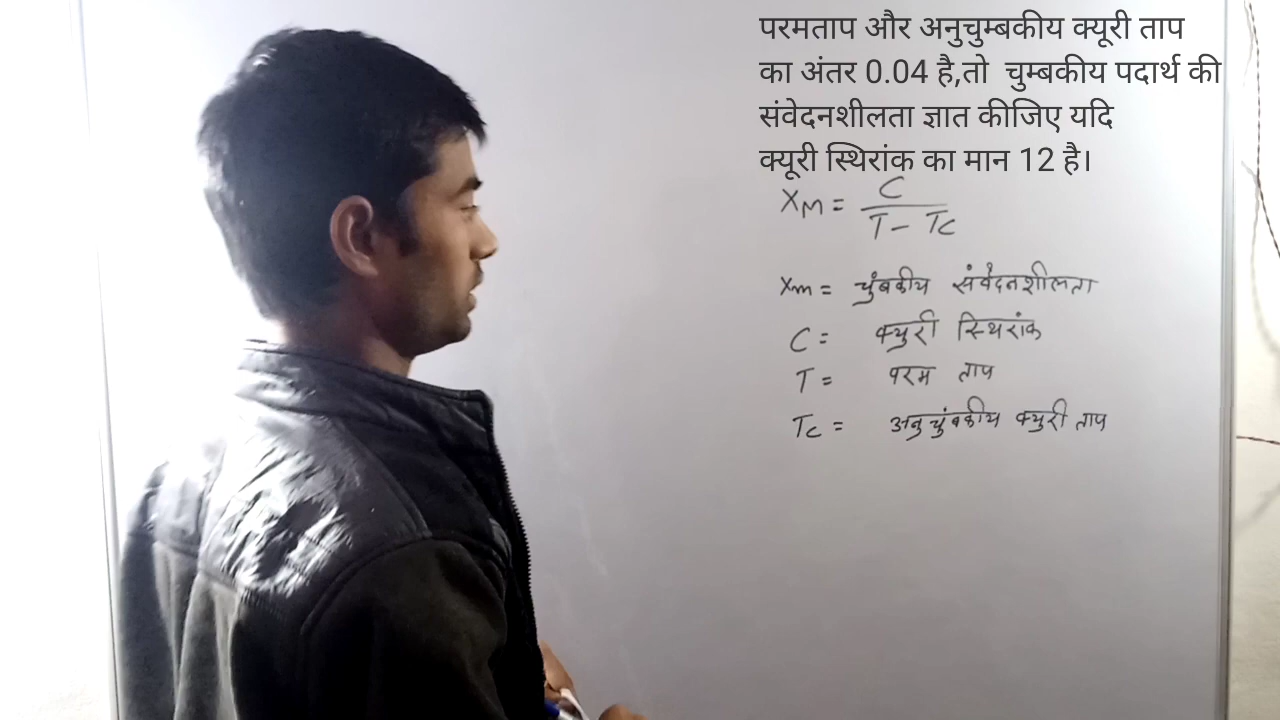 परमताप और अनुचुम्बकीय क्यूरी ताप
का अंतर 0.04 है,तो चुम्बकीय पदार्थ की
संवेदनशीलता ज्ञात कीजिए यदि
क्यूरी स्थिरांक का मान 12 है।
XM = C / T - Tc
Xm = चुंबकीय संवेदनशीलता
C = क्युरी स्थिरांक
T = परम ताप
Tc = अनुचुंबकीय क्युरी ताप